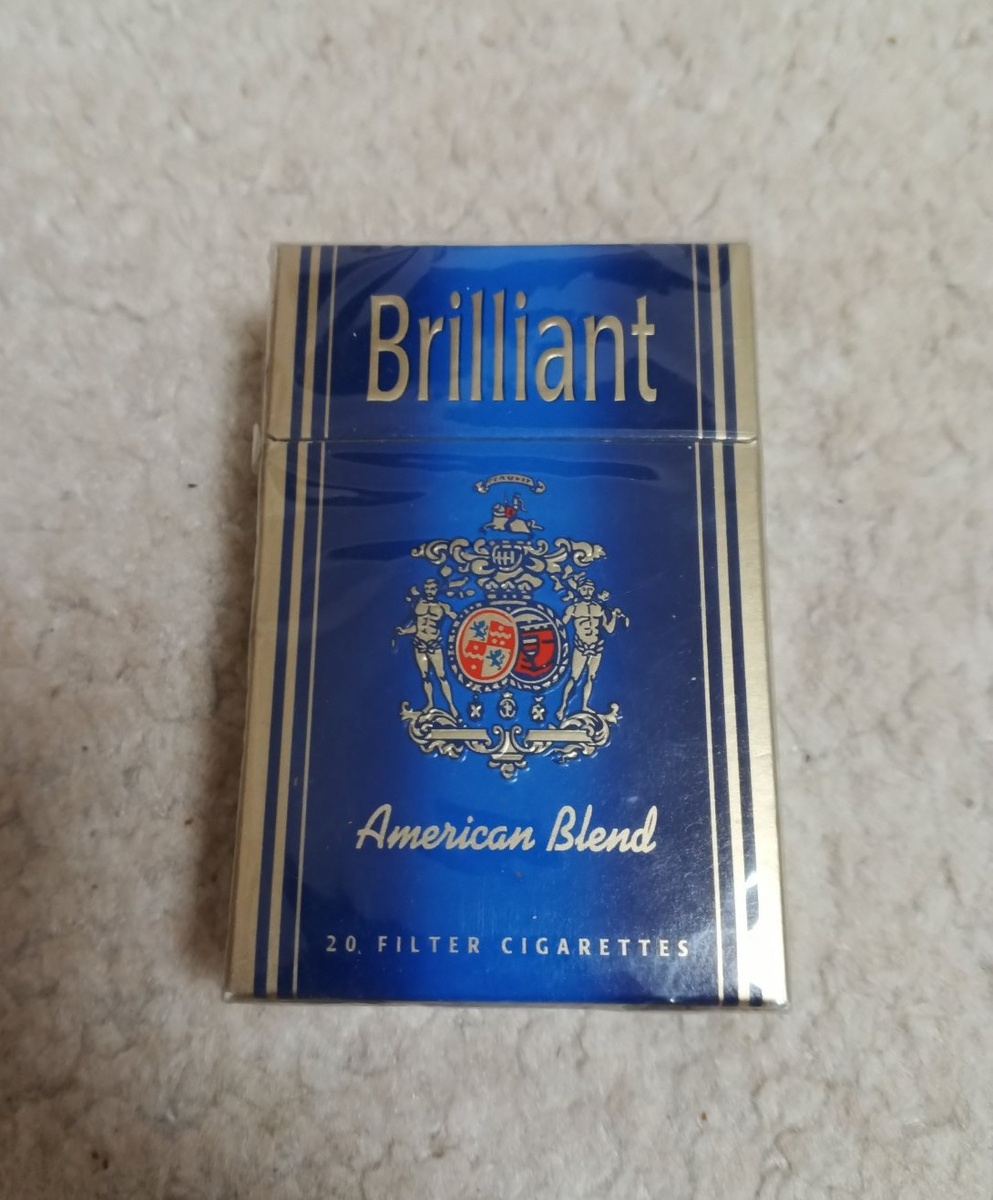 Brilliant
American Blend
20 FILTER CIGARETTES